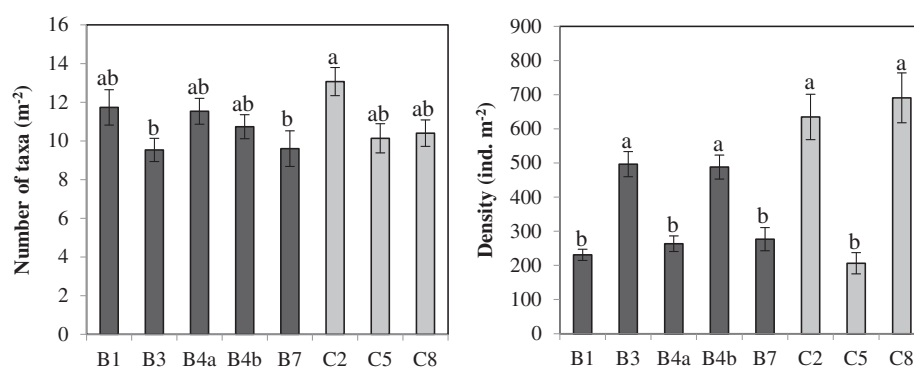 Number of taxa (m⁻²)
16
14
12
10
8
6
4
2
0
ab
b
ab
ab
b
a
ab
ab
B1 B3 B4a B4b B7 C2 C5 C8
Density (ind. m⁻²)
900
800
700
600
500
400
300
200
100
0
b
a
b
a
b
a
b
a
B1 B3 B4a B4b B7 C2 C5 C8